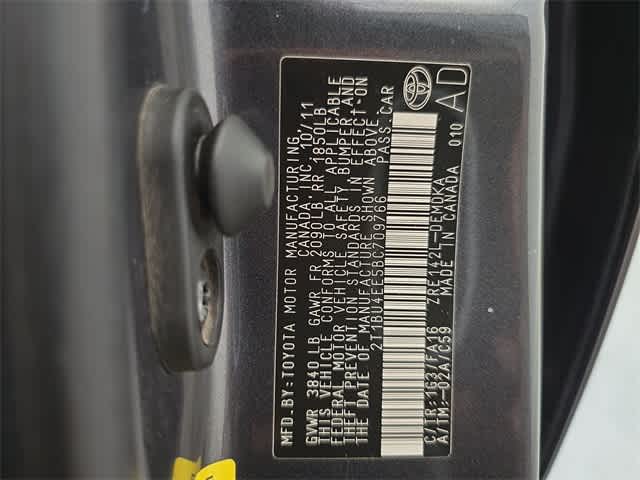 MFD.BY: TOYOTA MOTOR MANUFACTURING
CANADA, INC. 10/11
GVWR 3840LB GAWR FR 2090LB RR 1850LB
THIS VEHICLE CONFORMS TO ALL APPLICABLE
FEDERAL MOTOR VEHICLE SAFETY, BUMPER, AND
THEFT PREVENTION STANDARDS IN EFFECT ON
THE DATE OF MANUFACTURE SHOWN ABOVE.
2T1BU4EE5BC709766 PASS.CAR
C/TR:1G3/FA16 ZRE142L-DEMDKA
A/TM:-02A/C59 MADE IN CANADA 010
AD